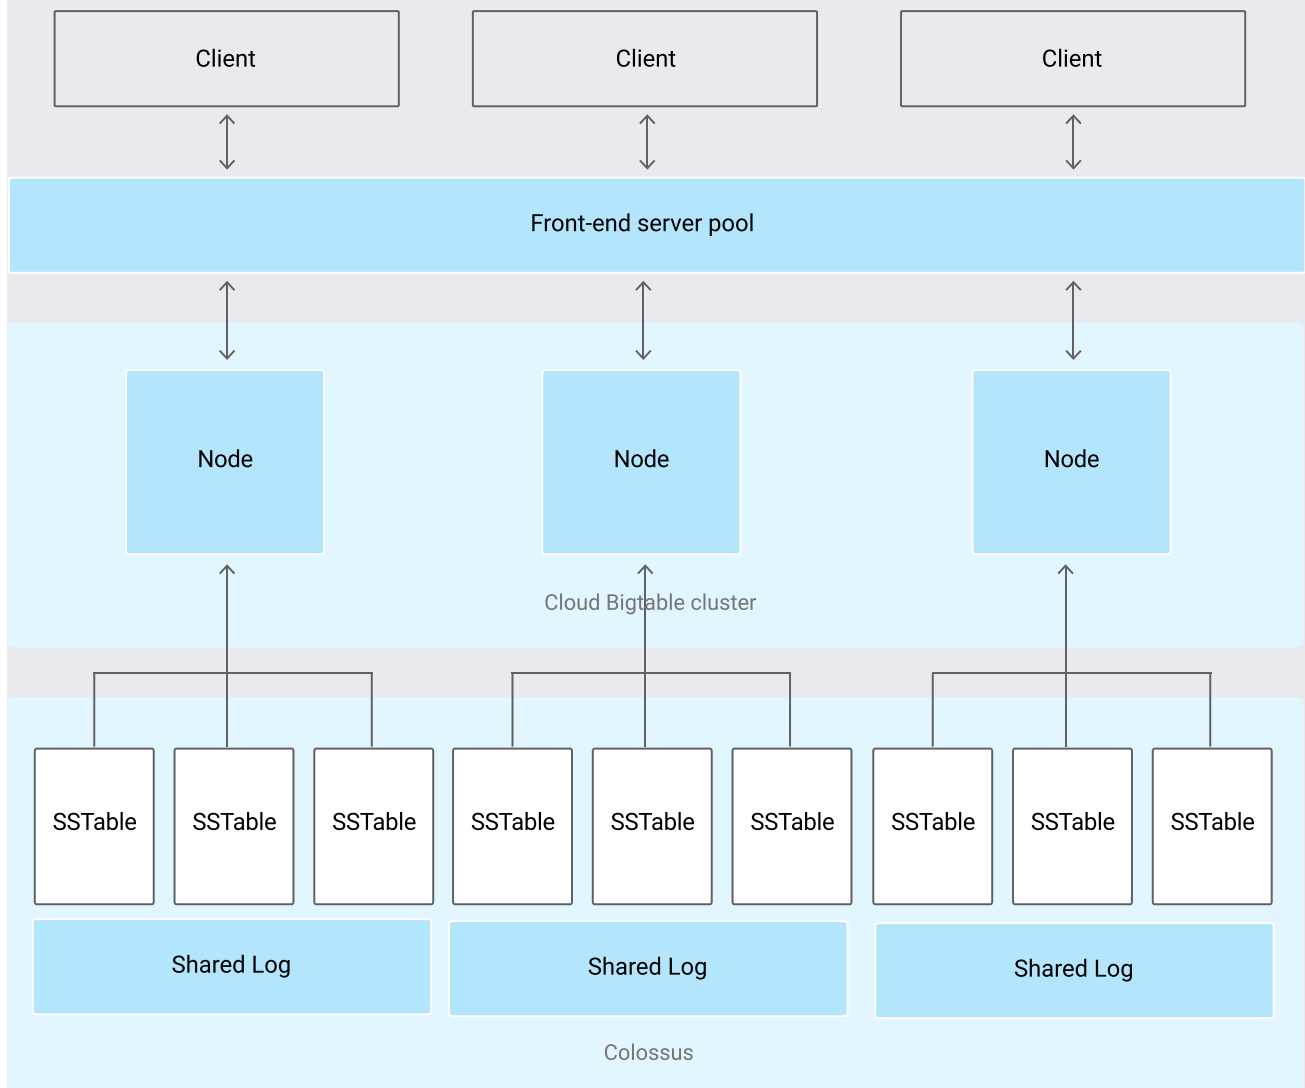 Client
Client
Client
Front-end server pool
Node
Node
Node
Cloud Bigtable cluster
SSTable
SSTable
SSTable
SSTable
SSTable
SSTable
SSTable
SSTable
SSTable
Shared Log
Shared Log
Shared Log
Colossus